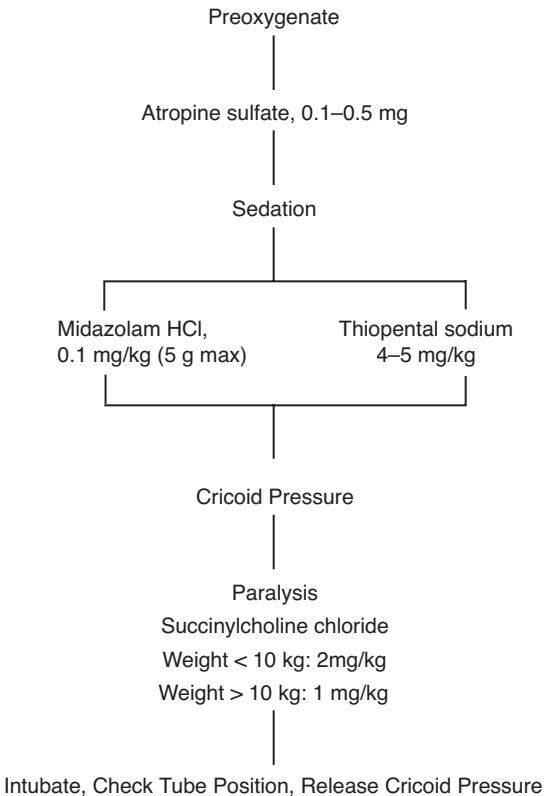 Preoxygenate
Atropine sulfate, 0.1–0.5 mg
Sedation
Midazolam HCl,
0.1 mg/kg (5 g max)
Thiopental sodium
4–5 mg/kg
Cricoid Pressure
Paralysis
Succinylcholine chloride
Weight < 10 kg: 2mg/kg
Weight > 10 kg: 1 mg/kg
Intubate, Check Tube Position, Release Cricoid Pressure